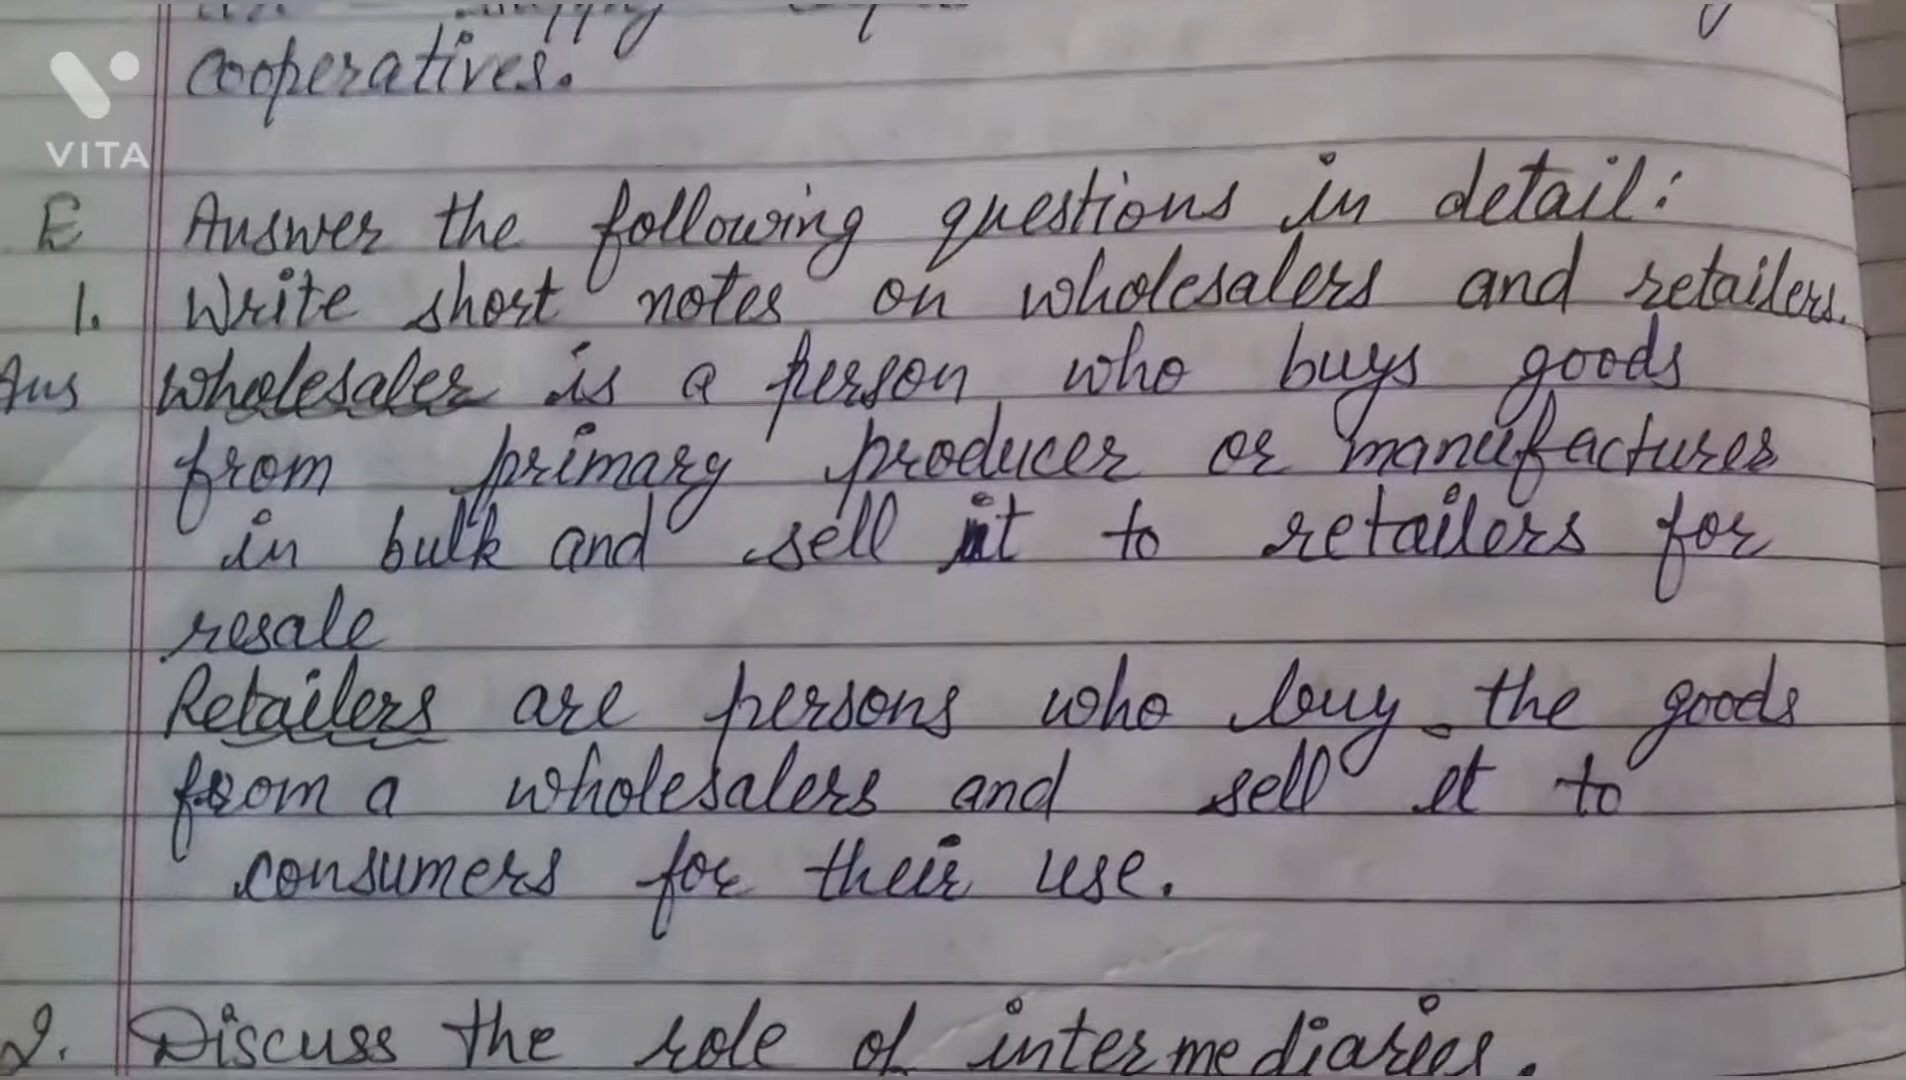 cooperatives.
VITA
E Answer the following questions in detail:
1. Write short notes on wholesalers and retailers.
Ans Wholesaler is a person who buys goods
from primary producer or manufactures
in bulk and sell it to retailers for
resale
Retailers are persons who buy the goods
from a wholesalers and sell it to
consumers for their use.
2. Discuss the role of intermediaries.